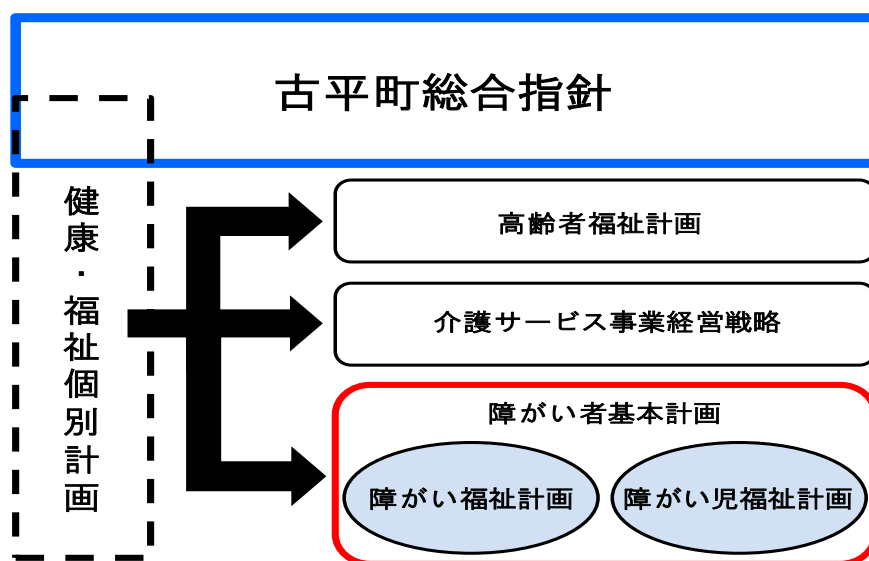 古平町総合指針
健康・福祉個別計画
高齢者福祉計画
介護サービス事業経営戦略
障がい者基本計画
障がい福祉計画
障がい児福祉計画